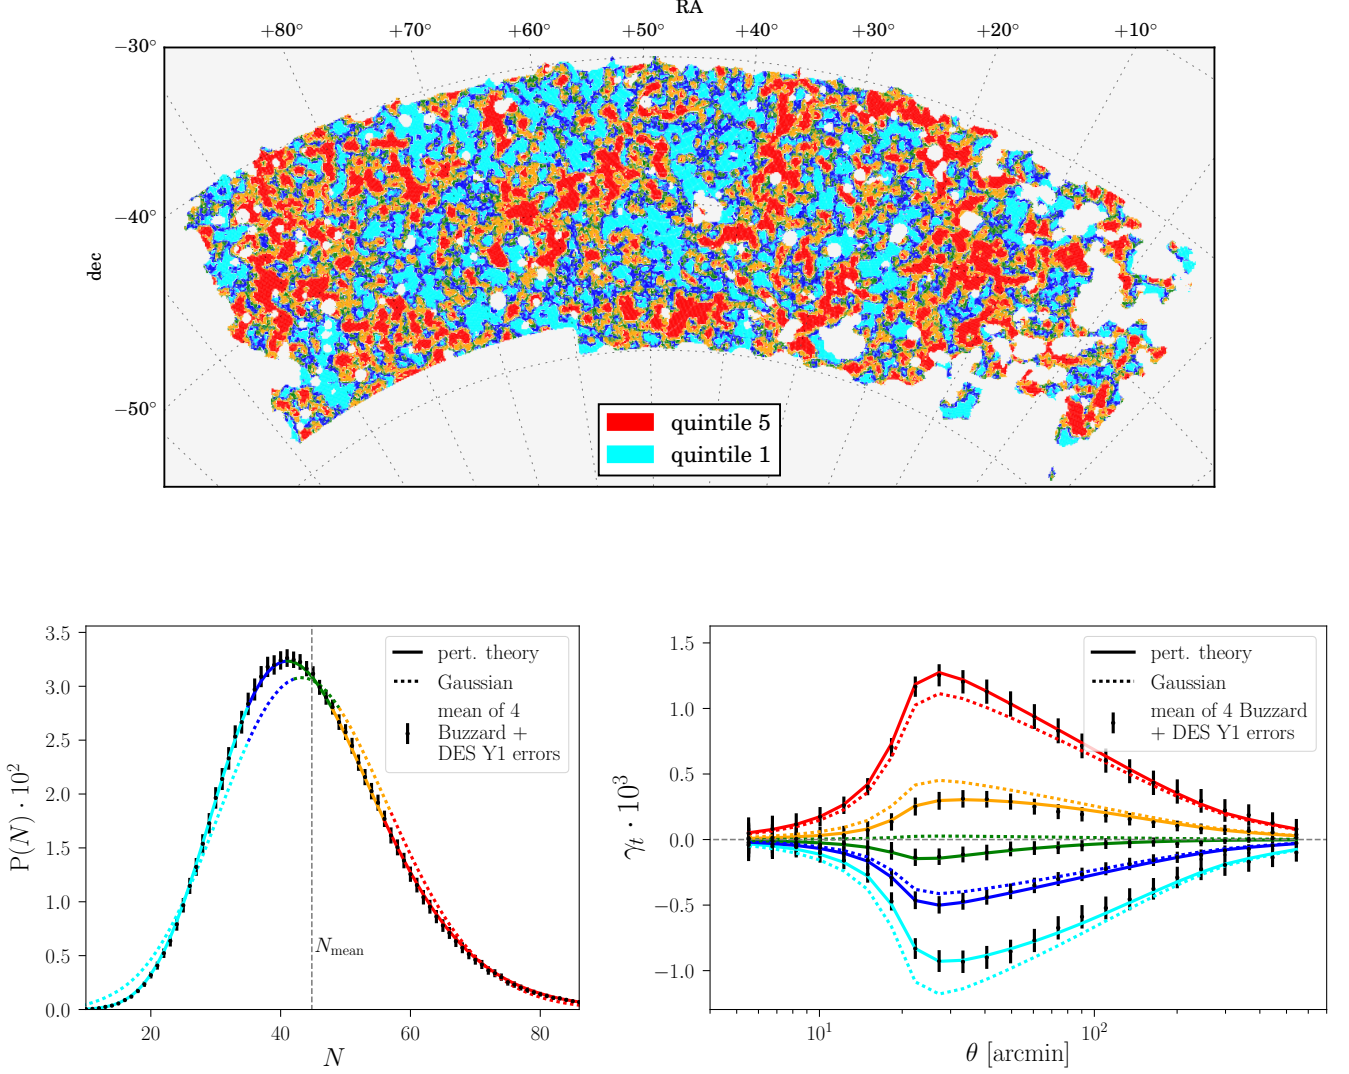 RA
+80° +70° +60° +50° +40° +30° +20° +10°
−30°
−40°
−50°
dec
quintile 5
quintile 1
3.5
3.0
2.5
2.0
1.5
1.0
0.5
0.0
P(N) · 10²
pert. theory
Gaussian
mean of 4
Buzzard +
DES Y1 errors
N_mean
20 40 60 80
N
1.5
1.0
0.5
0.0
−0.5
−1.0
γ_t · 10³
pert. theory
Gaussian
mean of 4 Buzzard
+ DES Y1 errors
10¹ 10²
θ [arcmin]